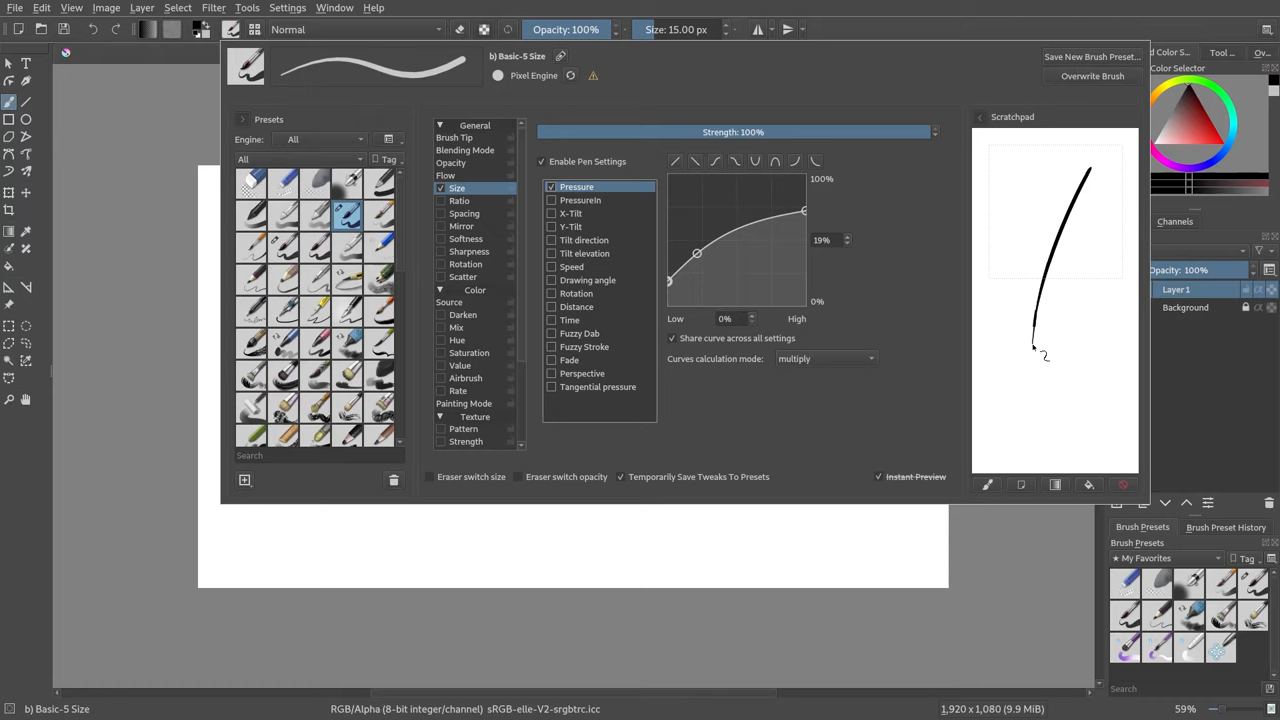 File Edit View Image Layer Select Filter Tools Settings Window Help
Normal Opacity: 100% Size: 15.00 px
b) Basic-5 Size
Pixel Engine
Save New Brush Preset...
Overwrite Brush
d Color S... Tool ... Ov...
Color Selector
Presets
Engine: All
All Tag
Search
General
Brush Tip
Blending Mode
Opacity
Flow
Size
Ratio
Spacing
Mirror
Softness
Sharpness
Rotation
Scatter
Color
Source
Darken
Mix
Hue
Saturation
Value
Airbrush
Rate
Painting Mode
Texture
Pattern
Strength
Strength: 100%
Enable Pen Settings
Pressure
PressureIn
X-Tilt
Y-Tilt
Tilt direction
Tilt elevation
Speed
Drawing angle
Rotation
Distance
Time
Fuzzy Dab
Fuzzy Stroke
Fade
Perspective
Tangential pressure
100%
19%
0%
Low 0% High
Share curve across all settings
Curves calculation mode: multiply
Eraser switch size Eraser switch opacity Temporarily Save Tweaks To Presets Instant Preview
Scratchpad
Channels
Opacity: 100%
Layer 1
Background
Brush Presets Brush Preset History
Brush Presets
★ My Favorites Tag
Search
b) Basic-5 Size RGB/Alpha (8-bit integer/channel) sRGB-elle-V2-srgbtrc.icc 1,920 x 1,080 (9.9 MiB) 59%